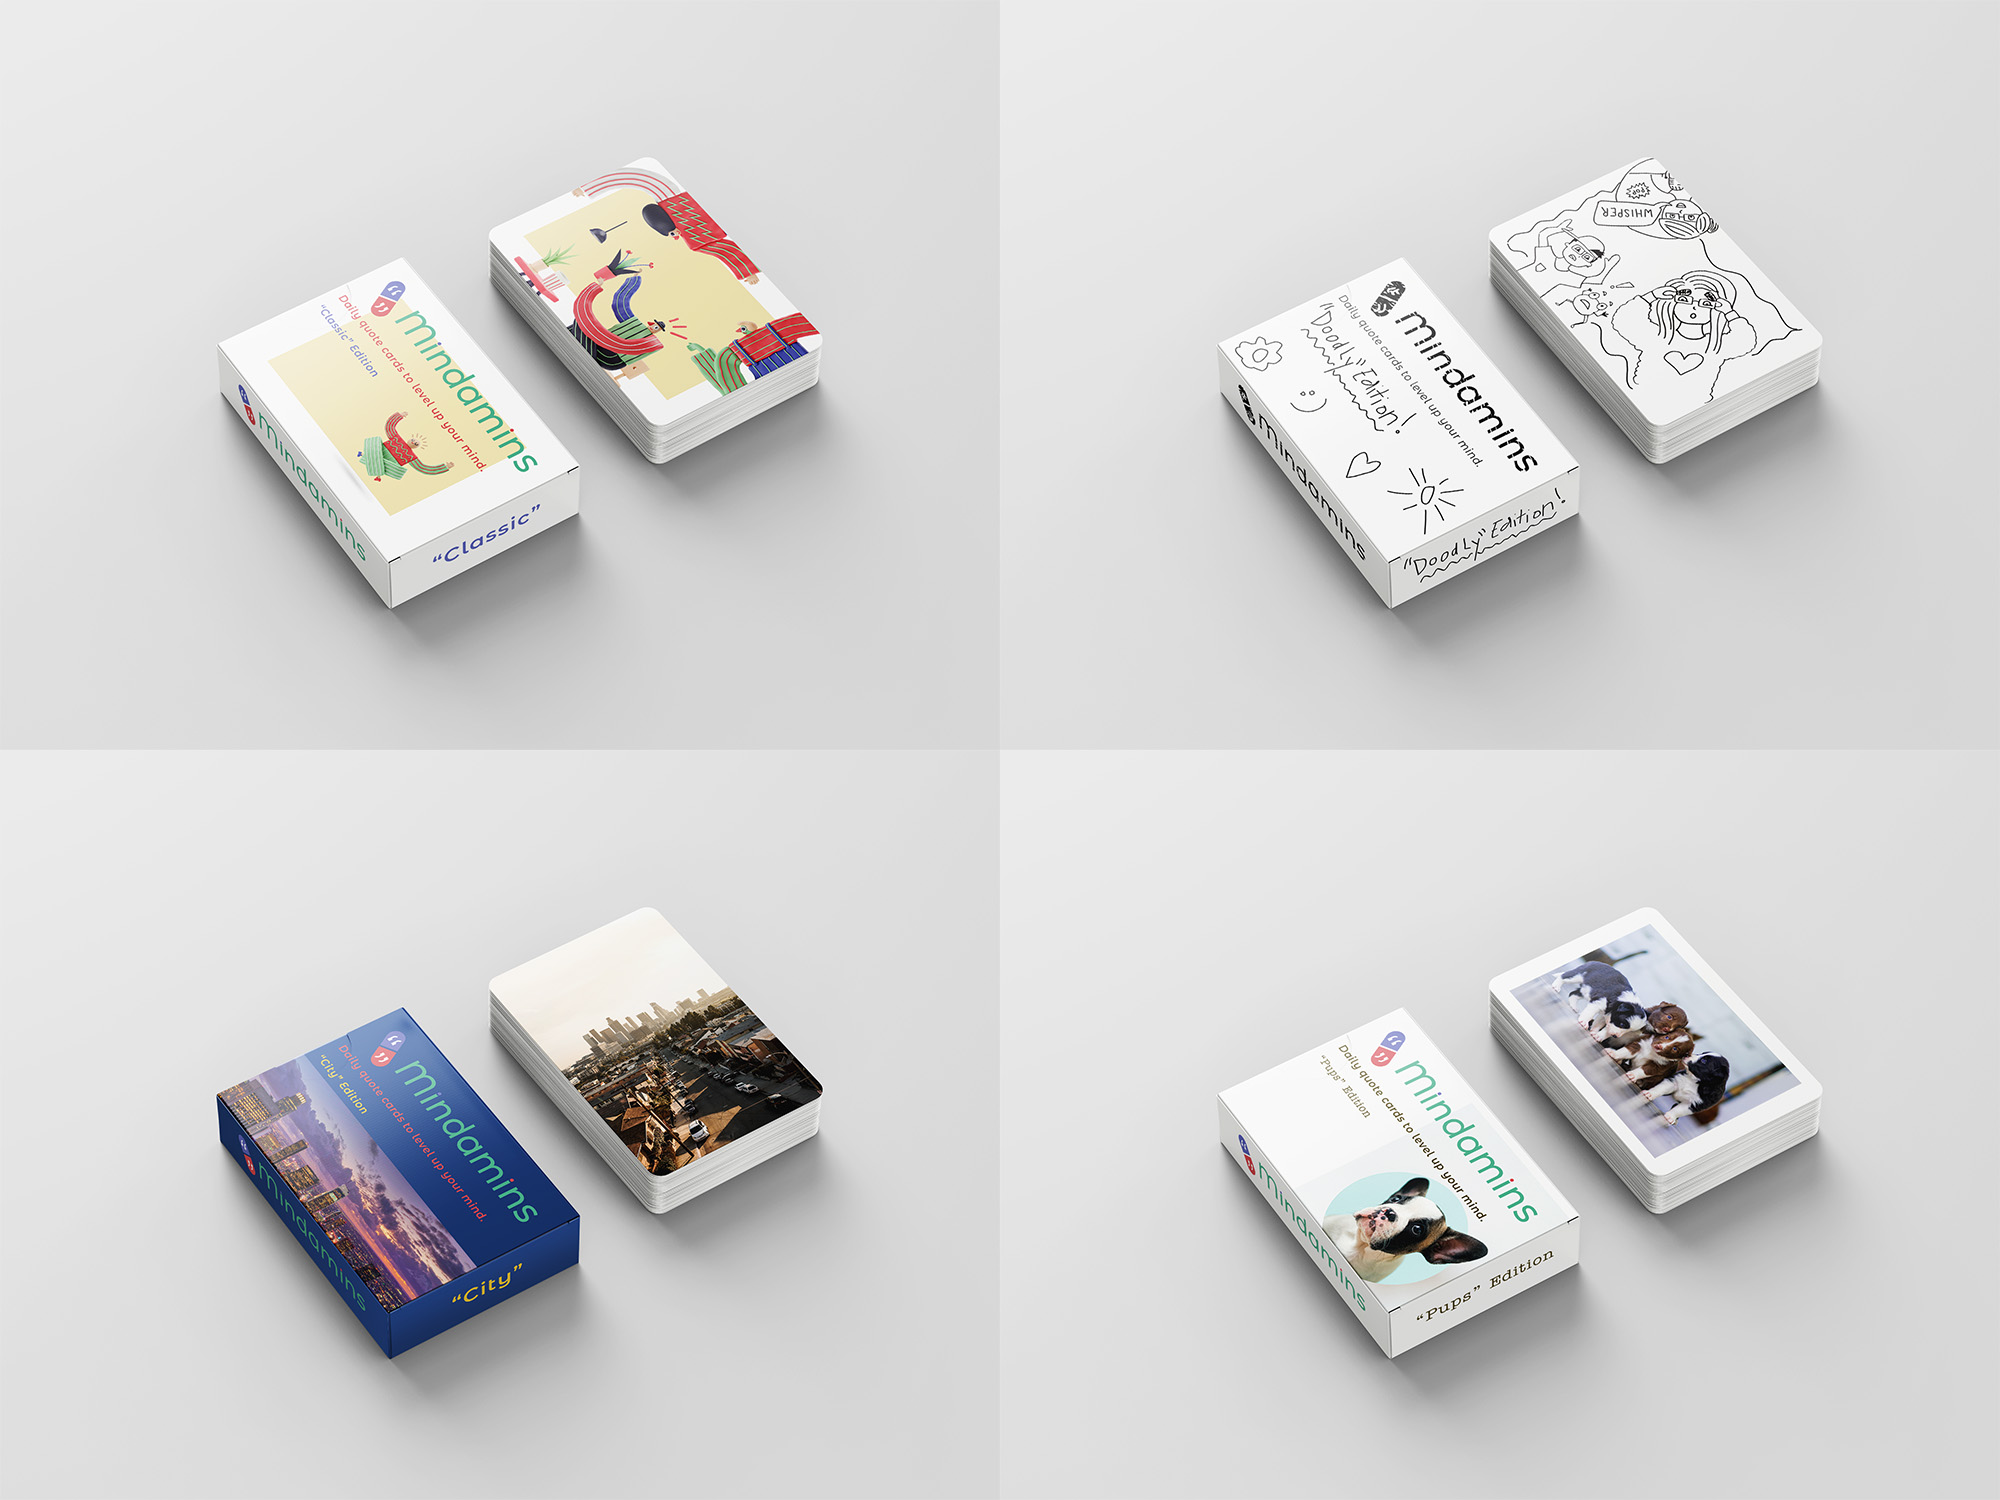 mindamins
Daily quote cards to level up your mind.
“Classic” Edition
mindamins
“Classic”
mindamins
Daily quote cards to level up your mind.
“Doodly” Edition!
mindamins
“Doodly” Edition!
POP
WHISPER
mindamins
Daily quote cards to level up your mind.
“City” Edition
mindamins
“City”
mindamins
Daily quote cards to level up your mind.
“Pups” Edition
mindamins
“Pups” Edition